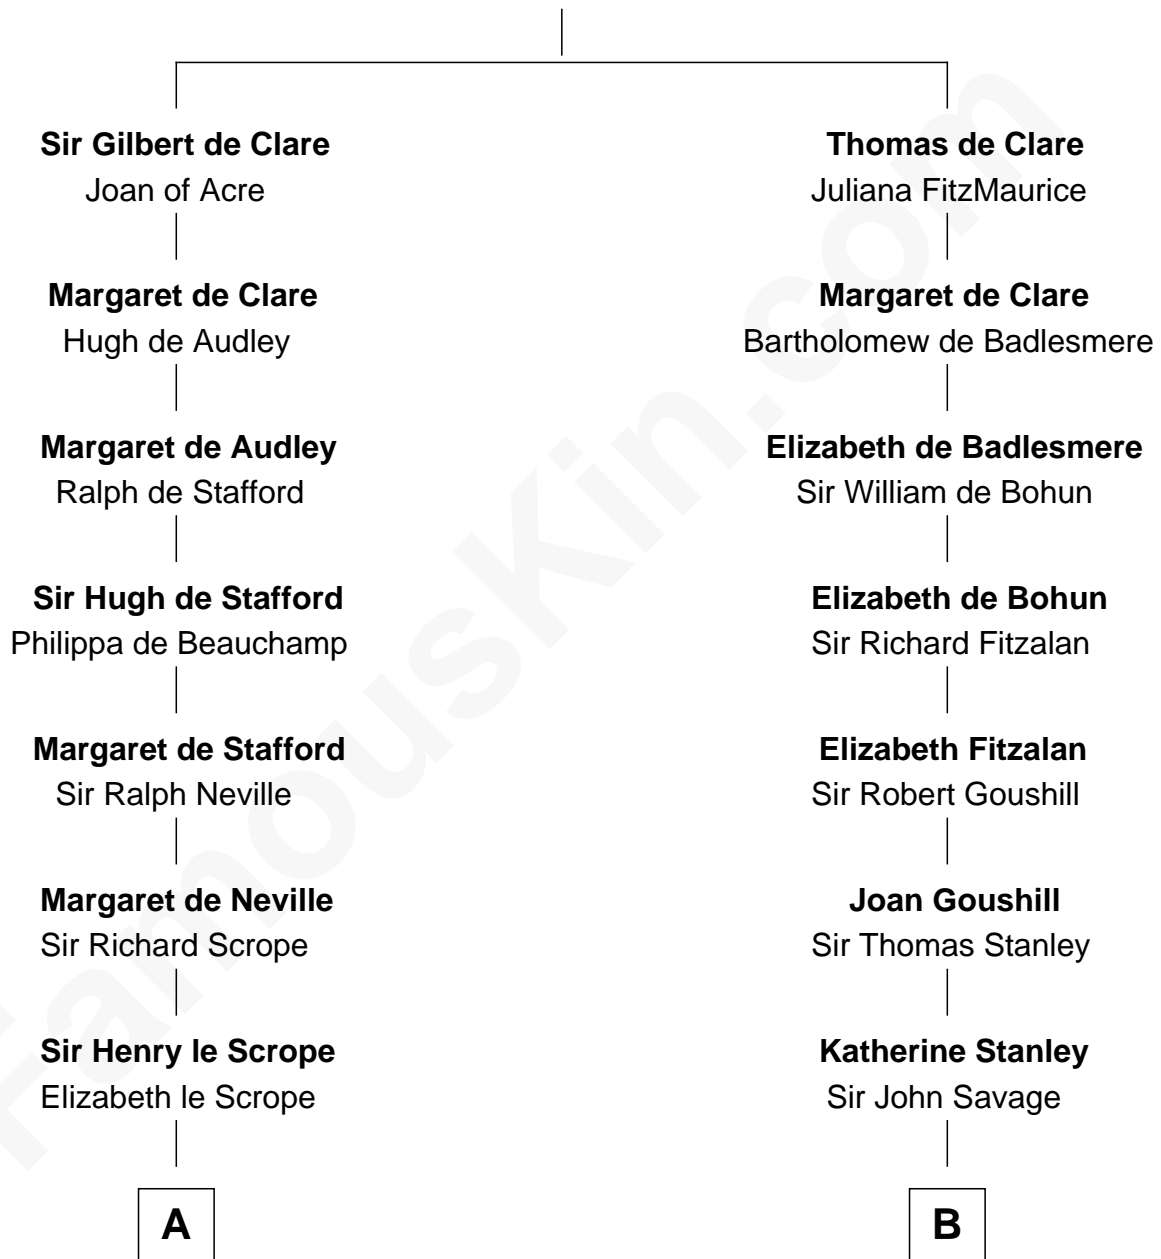 Sir Gilbert de Clare
Joan of Acre
Margaret de Clare
Hugh de Audley
Margaret de Audley
Ralph de Stafford
Sir Hugh de Stafford
Philippa de Beauchamp
Margaret de Stafford
Sir Ralph Neville
Margaret de Neville
Sir Richard Scrope
Sir Henry le Scrope
Elizabeth le Scrope
A
Thomas de Clare
Juliana FitzMaurice
Margaret de Clare
Bartholomew de Badlesmere
Elizabeth de Badlesmere
Sir William de Bohun
Elizabeth de Bohun
Sir Richard Fitzalan
Elizabeth Fitzalan
Sir Robert Goushill
Joan Goushill
Sir Thomas Stanley
Katherine Stanley
Sir John Savage
B
FamousKin.com